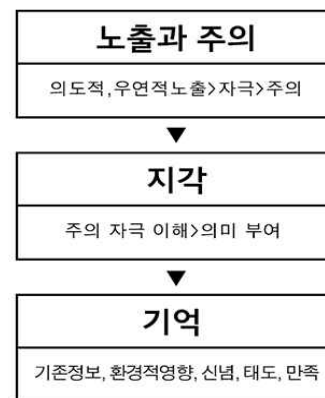 노출과 주의
의도적,우연적노출>자극>주의
지각
주의 자극 이해>의미 부여
기억
기존정보, 환경적영향, 신념, 태도, 만족